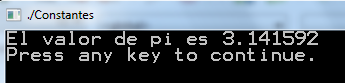 ./Constantes
El valor de pi es 3.141592
Press any key to continue.